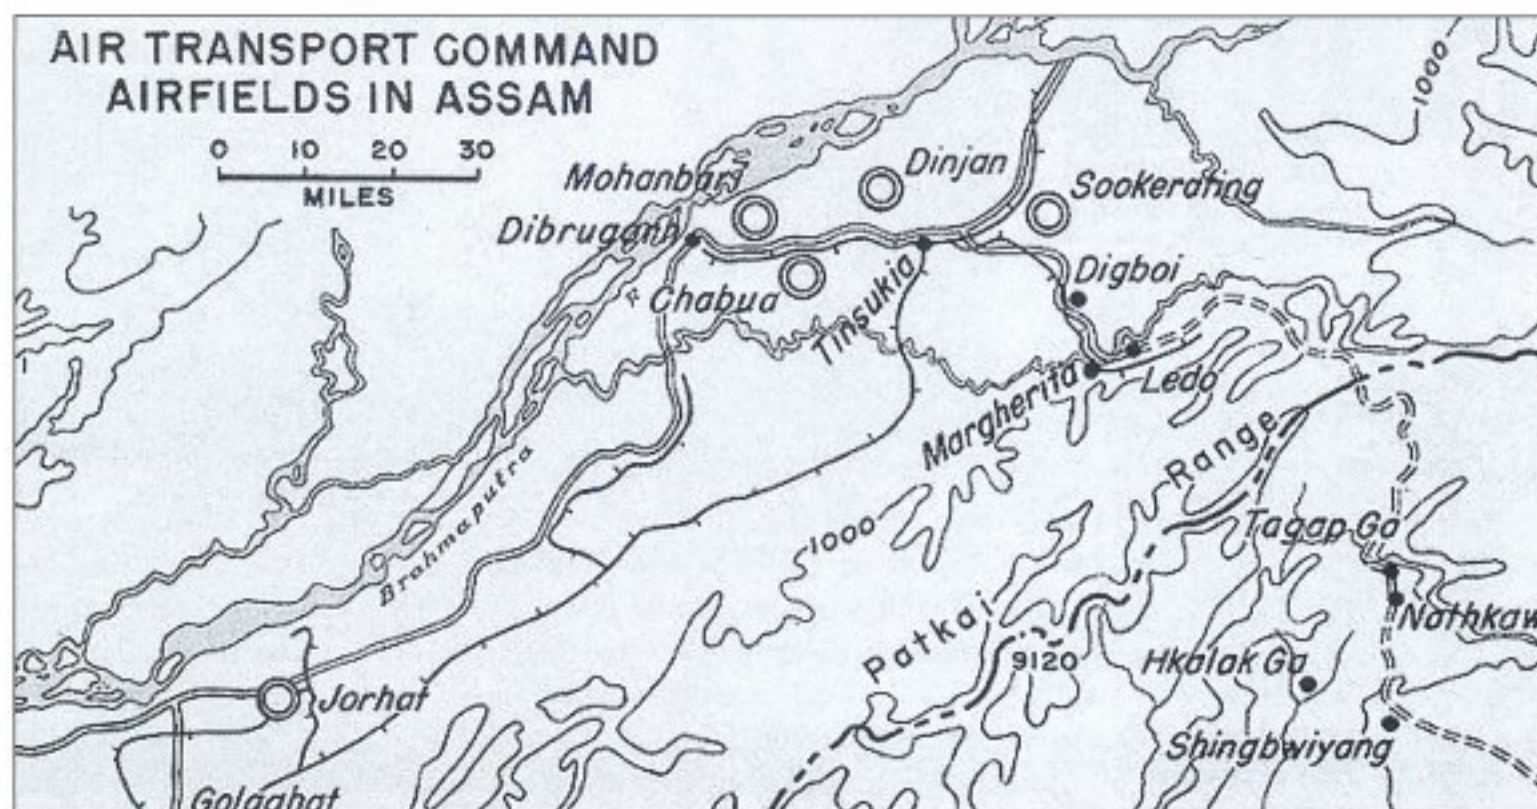 AIR TRANSPORT COMMAND
AIRFIELDS IN ASSAM
0 10 20 30
MILES
1000
Mohanbari
Dinjan
Sookerating
Dibrugarh
Digboi
Chabua
Tinsukia
Ledo
Margherita
Range
Brahmaputra
1000
Tagap Ga
Patkai
Nathkaw
9120
Hkalak Ga
Jorhat
Shingbwiyang
Golaghat